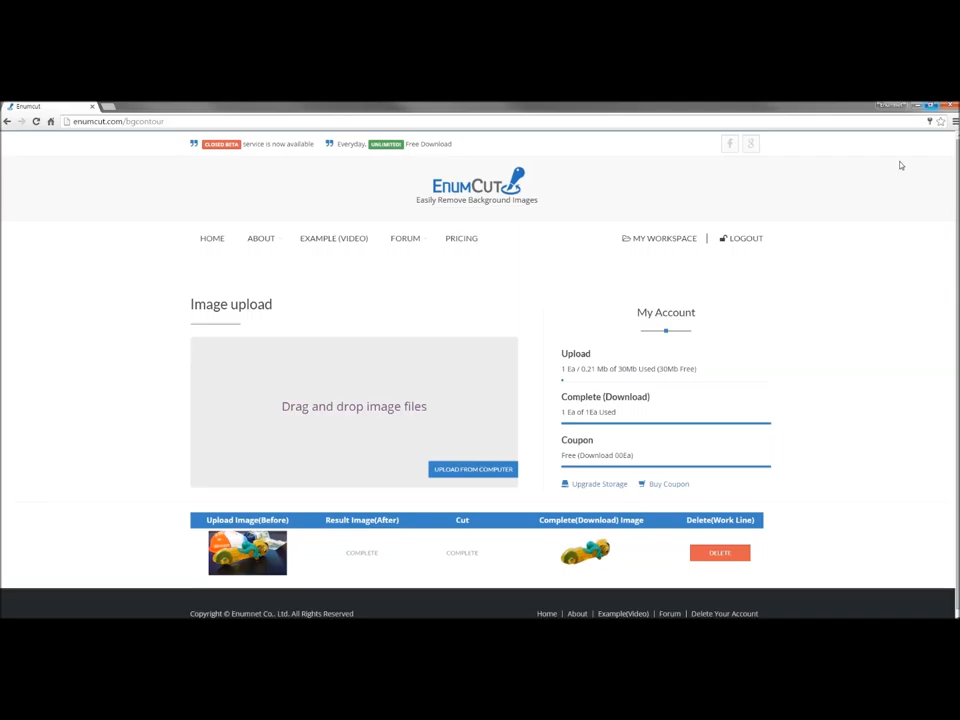 Enumcut
enumcut.com/bgcontour
CLOSED BETA service is now available Everyday, UNLIMITED! Free Download
ENUMCUT
Easily Remove Background Images
HOME ABOUT EXAMPLE (VIDEO) FORUM PRICING MY WORKSPACE | LOGOUT
Image upload
My Account
Drag and drop image files
UPLOAD FROM COMPUTER
Upload
1 Ea / 0.21 Mb of 30Mb Used (30Mb Free)
Complete (Download)
1 Ea of 1Ea Used
Coupon
Free (Download 00Ea)
Upgrade Storage Buy Coupon
Upload Image(Before) Result Image(After) Cut Complete(Download) Image Delete(Work Line)
COMPLETE COMPLETE DELETE
Copyright © Enumnet Co., Ltd. All Rights Reserved
Home | About | Example(Video) | Forum | Delete Your Account